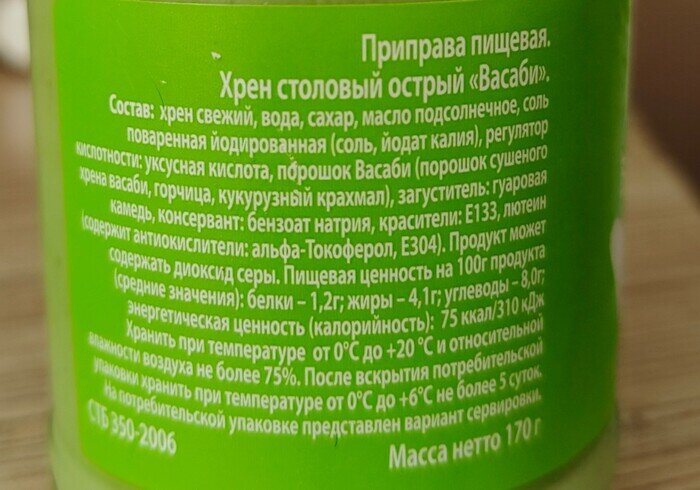 Приправа пищевая.
Хрен столовый острый «Васаби».
Состав: хрен свежий, вода, сахар, масло подсолнечное, соль
поваренная йодированная (соль, йодат калия), регулятор
кислотности: уксусная кислота, порошок Васаби (порошок сушеного
хрена васаби, горчица, кукурузный крахмал), загуститель: гуаровая
камедь, консервант: бензоат натрия, красители: Е133, лютеин
(содержит антиокислители: альфа-Токоферол, Е304). Продукт может
содержать диоксид серы. Пищевая ценность на 100г продукта
(средние значения): белки – 1,2г; жиры – 4,1г; углеводы – 8,0г;
энергетическая ценность (калорийность): 75 ккал/310 кДж
Хранить при температуре от 0°С до +20 °С и относительной
влажности воздуха не более 75%. После вскрытия потребительской
упаковки хранить при температуре от 0°С до +6°С не более 5 суток.
На потребительской упаковке представлен вариант сервировки.
СТБ 350-2006
Масса нетто 170 г